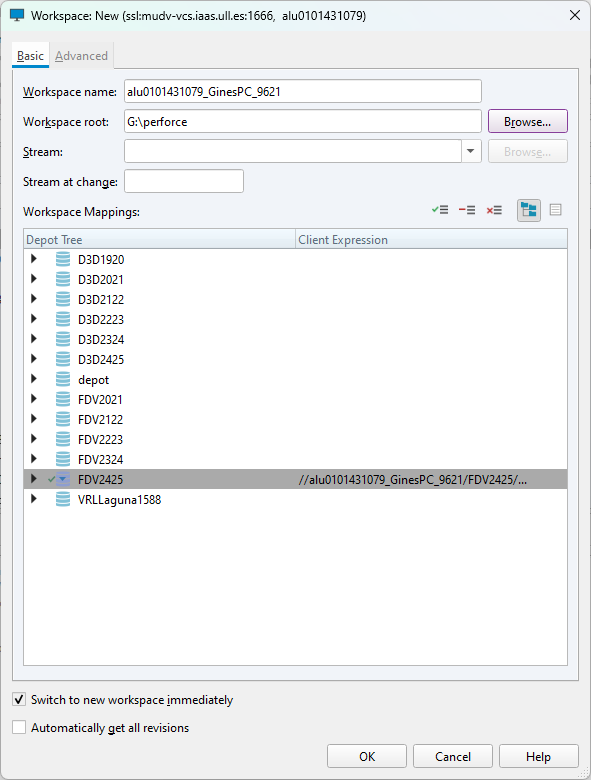 Workspace: New (ssl:mudv-vcs.iaas.ull.es:1666, alu0101431079)
Basic Advanced
Workspace name: alu0101431079_GinesPC_9621
Workspace root: G:\perforce Browse...
Stream: Browse...
Stream at change:
Workspace Mappings:
Depot Tree Client Expression
D3D1920
D3D2021
D3D2122
D3D2223
D3D2324
D3D2425
depot
FDV2021
FDV2122
FDV2223
FDV2324
FDV2425 //alu0101431079_GinesPC_9621/FDV2425/...
VRLLaguna1588
Switch to new workspace immediately
Automatically get all revisions
OK Cancel Help